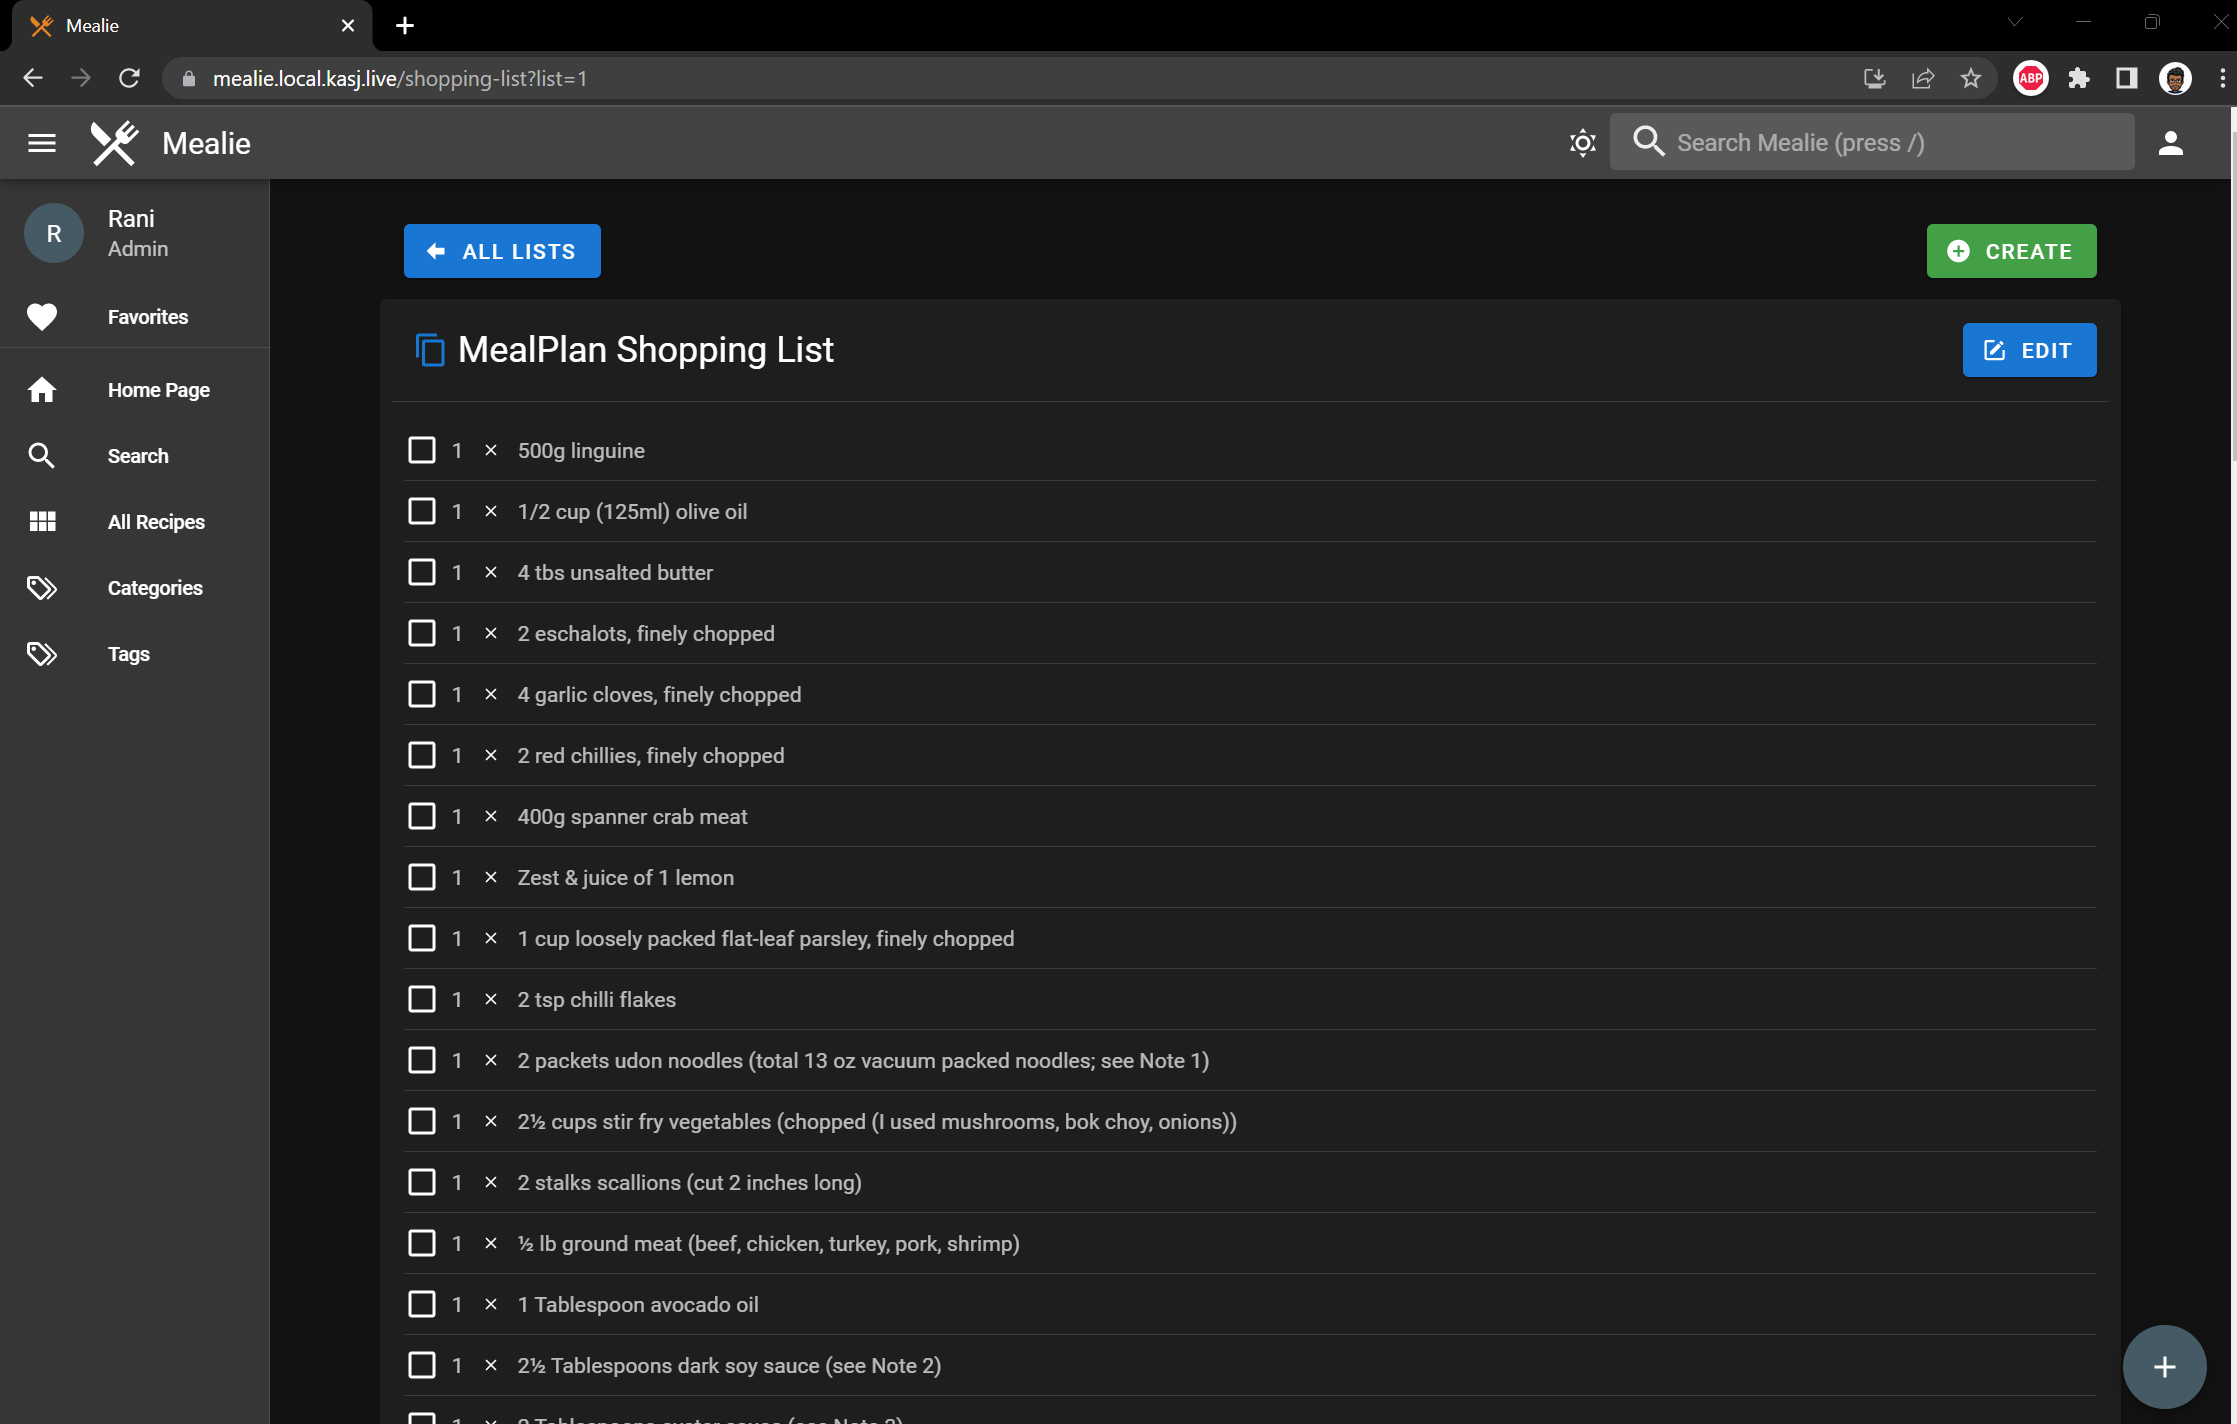 Mealie
mealie.local.kasj.live/shopping-list?list=1
ABP
Mealie
Search Mealie (press /)
R
Rani
Admin
Favorites
Home Page
Search
All Recipes
Categories
Tags
ALL LISTS
CREATE
MealPlan Shopping List
EDIT
1 × 500g linguine
1 × 1/2 cup (125ml) olive oil
1 × 4 tbs unsalted butter
1 × 2 eschalots, finely chopped
1 × 4 garlic cloves, finely chopped
1 × 2 red chillies, finely chopped
1 × 400g spanner crab meat
1 × Zest & juice of 1 lemon
1 × 1 cup loosely packed flat-leaf parsley, finely chopped
1 × 2 tsp chilli flakes
1 × 2 packets udon noodles (total 13 oz vacuum packed noodles; see Note 1)
1 × 2½ cups stir fry vegetables (chopped (I used mushrooms, bok choy, onions))
1 × 2 stalks scallions (cut 2 inches long)
1 × ½ lb ground meat (beef, chicken, turkey, pork, shrimp)
1 × 1 Tablespoon avocado oil
1 × 2½ Tablespoons dark soy sauce (see Note 2)